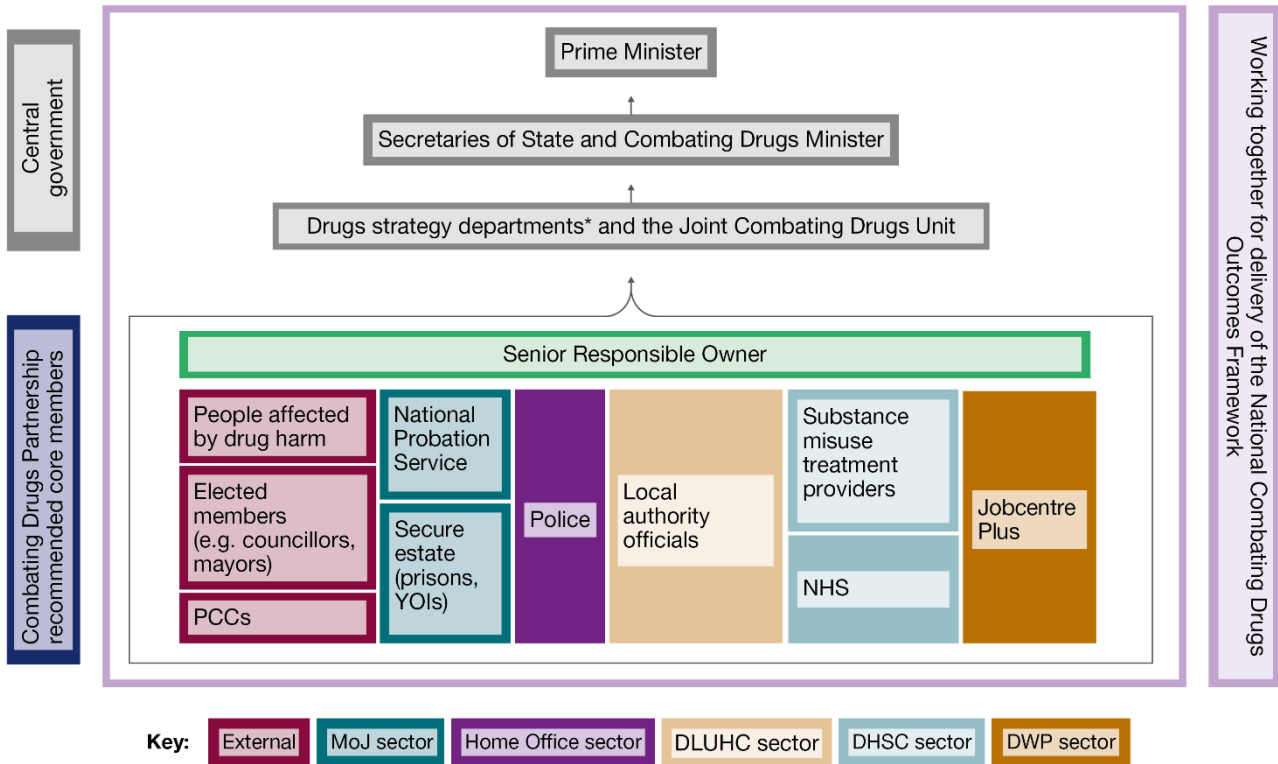 Central
government
Prime Minister
Secretaries of State and Combating Drugs Minister
Drugs strategy departments* and the Joint Combating Drugs Unit
Combating Drugs Partnership
recommended core members
Senior Responsible Owner
People affected
by drug harm
Elected
members
(e.g. councillors,
mayors)
PCCs
National
Probation
Service
Secure
estate
(prisons,
YOIs)
Police
Local
authority
officials
Substance
misuse
treatment
providers
NHS
Jobcentre
Plus
Working together for delivery of the National Combating Drugs
Outcomes Framework
Key:
External
MoJ sector
Home Office sector
DLUHC sector
DHSC sector
DWP sector